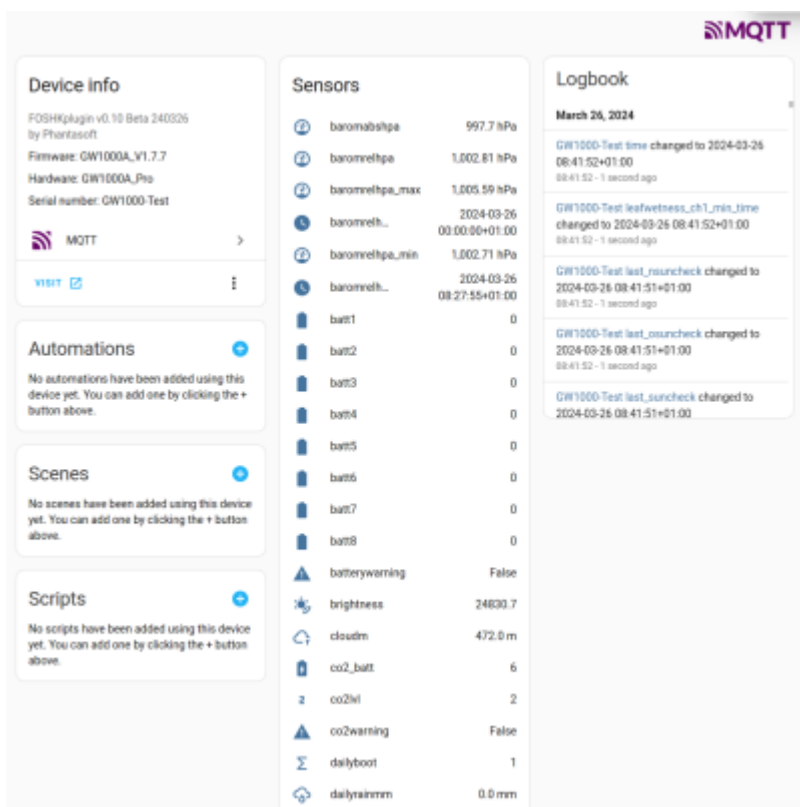 MQTT
Device info
FOSHKplugin v0.10 Beta 240326
by Phantasoft
Firmware: GW1000A_V1.7.7
Hardware: GW1000A_Pro
Serial number: GW1000-Test
MQTT
VISIT
Automations
No automations have been added using this
device yet. You can add one by clicking the +
button above.
Scenes
No scenes have been added using this device
yet. You can add one by clicking the + button
above.
Scripts
No scripts have been added using this device
yet. You can add one by clicking the + button
above.
Sensors
baromabshpa 997.7 hPa
baromrelhpa 1,002.81 hPa
baromrelhpa_max 1,005.59 hPa
baromrelh... 2024-03-26
00:00:00+01:00
baromrelhpa_min 1,002.71 hPa
baromrelh... 2024-03-26
08:27:55+01:00
batt1 0
batt2 0
batt3 0
batt4 0
batt5 0
batt6 0
batt7 0
batt8 0
batterywarning False
brightness 24830.7
cloudm 472.0 m
co2_batt 6
2 co2lvl 2
co2warning False
dailyboot 1
dailyrainmm 0.0 mm
Logbook
March 26, 2024
GW1000-Test time changed to 2024-03-26
08:41:52+01:00
08:41:52 - 1 second ago
GW1000-Test leafwetness_ch1_min_time
changed to 2024-03-26 08:41:52+01:00
08:41:52 - 1 second ago
GW1000-Test last_nsuncheck changed to
2024-03-26 08:41:51+01:00
08:41:52 - 1 second ago
GW1000-Test last_osuncheck changed to
2024-03-26 08:41:51+01:00
08:41:52 - 1 second ago
GW1000-Test last_suncheck changed to
2024-03-26 08:41:51+01:00